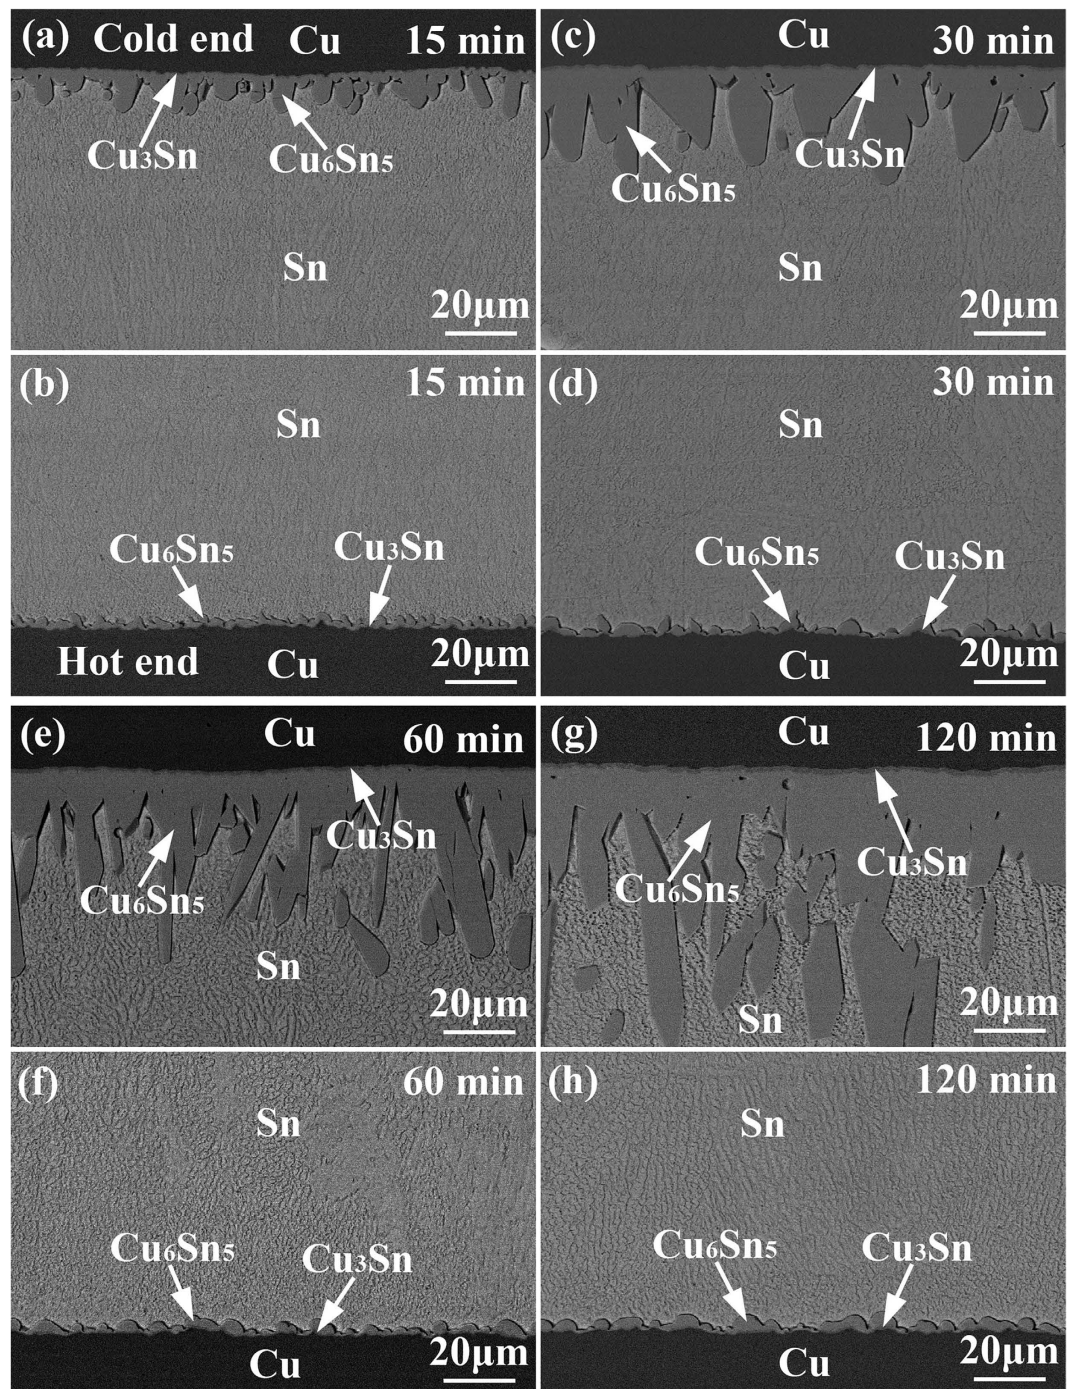 (a) Cold end Cu 15 min
Cu3Sn
Cu6Sn5
Sn
20μm
(c) Cu 30 min
Cu3Sn
Cu6Sn5
Sn
20μm
(b) 15 min
Sn
Cu6Sn5
Cu3Sn
Hot end
Cu
20μm
(d) 30 min
Sn
Cu6Sn5
Cu3Sn
Cu
20μm
(e) Cu 60 min
Cu3Sn
Cu6Sn5
Sn
20μm
(g) Cu 120 min
Cu3Sn
Cu6Sn5
Sn
20μm
(f) 60 min
Sn
Cu6Sn5
Cu3Sn
Cu
20μm
(h) 120 min
Sn
Cu6Sn5
Cu3Sn
Cu
20μm